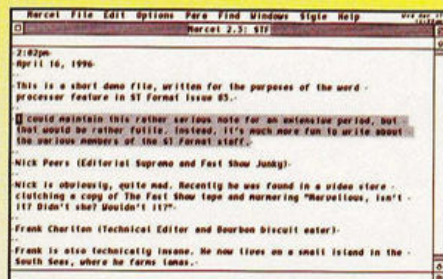 Marcel File Edit Options Para Find Windows Style Help
Marcel 2.3: STF
2:02pm
April 16, 1996
This is a short demo file, written for the purposes of the word
processor feature in ST Format issue 83.
I could maintain this rather serious note for an extensive period, but
that would be rather futile. Instead, it's much more fun to write about
the various members of the ST Format staff.
Nick Peers (Editorial Supremo and Fast Show Junky)
Nick is obviously, quite mad. Recently he was found in a video store
clutching a copy of The Fast Show tape and murmering "Marvellous, isn't
it? Didn't she? Wouldn't it?"
Frank Charlton (Technical Editor and Bourbon biscuit eater)
Frank is also technically insane. He now lives on a small island in the
South Seas, where he farms lamas.